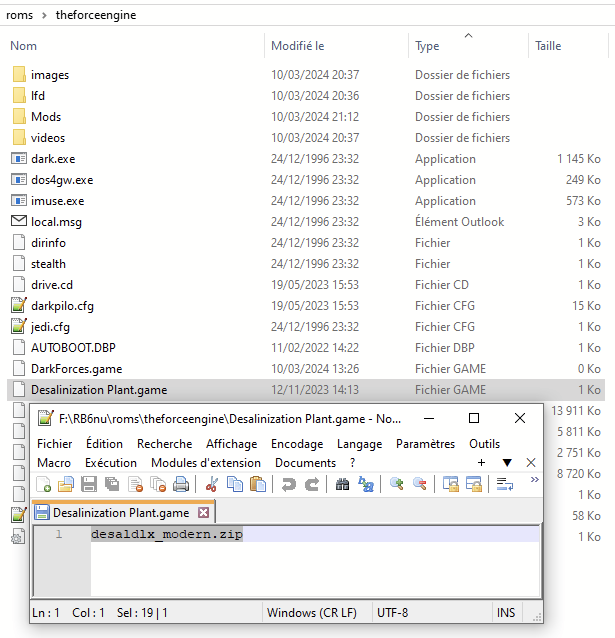 roms > theforceengine
Nom Modifié le Type Taille
images 10/03/2024 20:37 Dossier de fichiers
lfd 10/03/2024 20:36 Dossier de fichiers
Mods 10/03/2024 21:12 Dossier de fichiers
videos 10/03/2024 20:37 Dossier de fichiers
dark.exe 24/12/1996 23:32 Application 1 145 Ko
dos4gw.exe 24/12/1996 23:32 Application 249 Ko
imuse.exe 24/12/1996 23:32 Application 573 Ko
local.msg 24/12/1996 23:32 Élément Outlook 3 Ko
dirinfo 24/12/1996 23:32 Fichier 1 Ko
stealth 24/12/1996 23:32 Fichier 1 Ko
drive.cd 19/05/2023 15:53 Fichier CD 1 Ko
darkpilo.cfg 19/05/2023 15:53 Fichier CFG 15 Ko
jedi.cfg 24/12/1996 23:32 Fichier CFG 1 Ko
AUTOBOOT.DBP 11/02/2022 14:22 Fichier DBP 1 Ko
DarkForces.game 10/03/2024 13:26 Fichier GAME 0 Ko
Desalinization Plant.game 12/11/2023 14:13 Fichier GAME 1 Ko
13 911 Ko
5 811 Ko
2 751 Ko
8 720 Ko
1 Ko
58 Ko
1 Ko
F:\RB6nu\roms\theforceengine\Desalinization Plant.game - No...
Fichier Édition Recherche Affichage Encodage Langage Paramètres Outils
Macro Exécution Modules d'extension Documents ? + ▼ X
Desalinization Plant.game
1 desaldlx_modern.zip
Ln : 1 Col : 1 Sel : 19 | 1 Windows (CR LF) UTF-8 INS